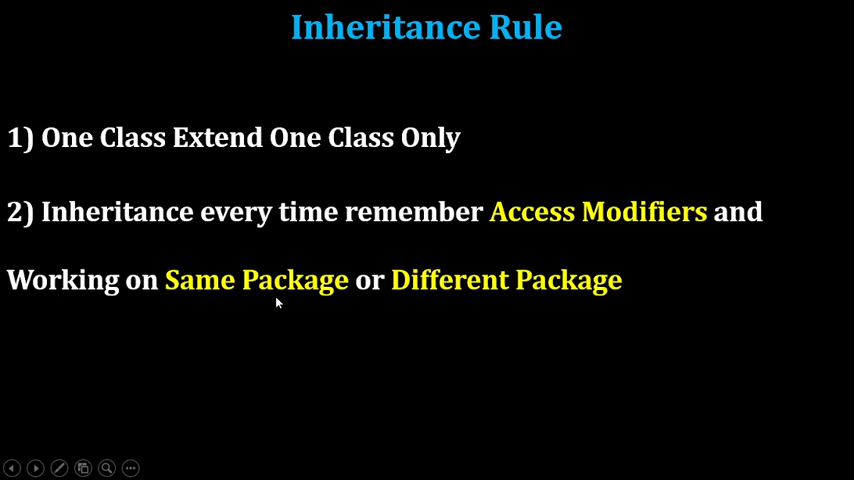 Inheritance Rule
1) One Class Extend One Class Only
2) Inheritance every time remember Access Modifiers and
Working on Same Package or Different Package